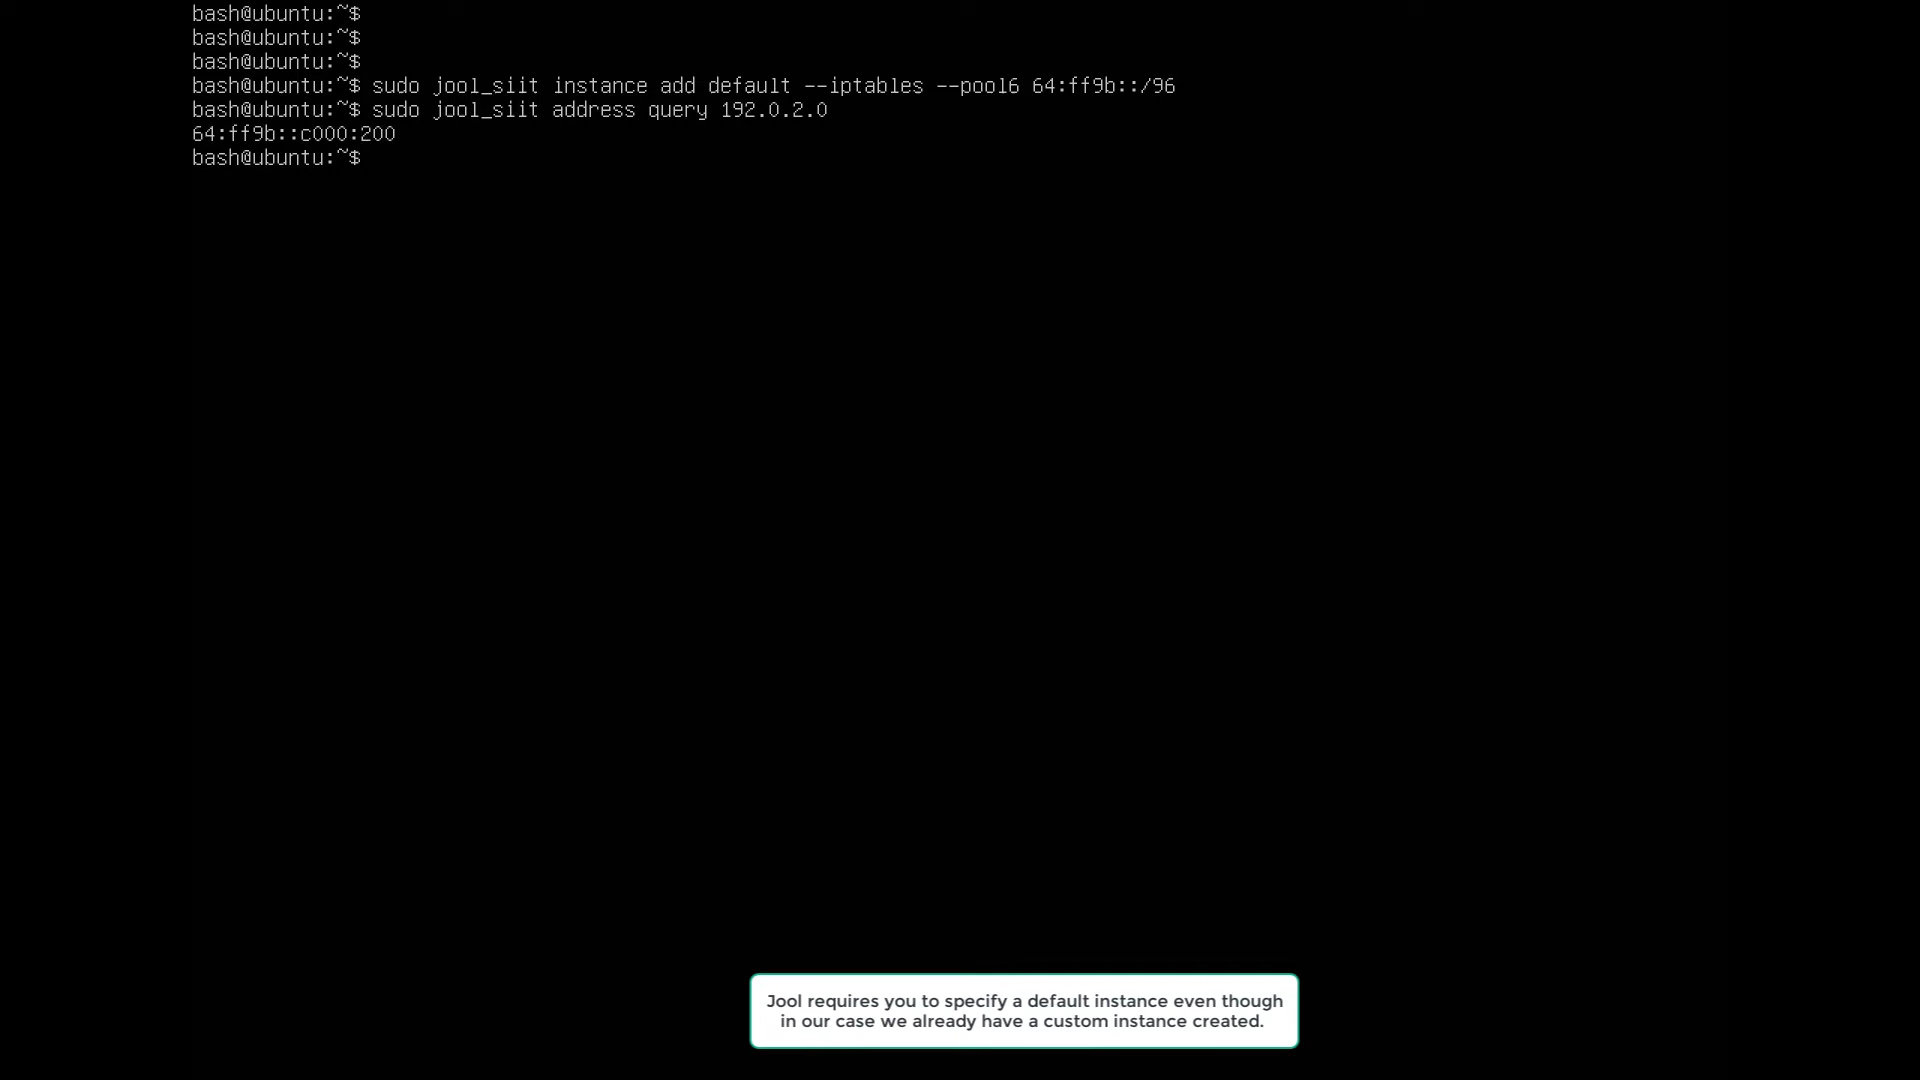 bash@ubuntu:~$
bash@ubuntu:~$
bash@ubuntu:~$
bash@ubuntu:~$ sudo jool_siit instance add default --iptables --pool6 64:ff9b::/96
bash@ubuntu:~$ sudo jool_siit address query 192.0.2.0
64:ff9b::c000:200
bash@ubuntu:~$
Jool requires you to specify a default instance even though
in our case we already have a custom instance created.